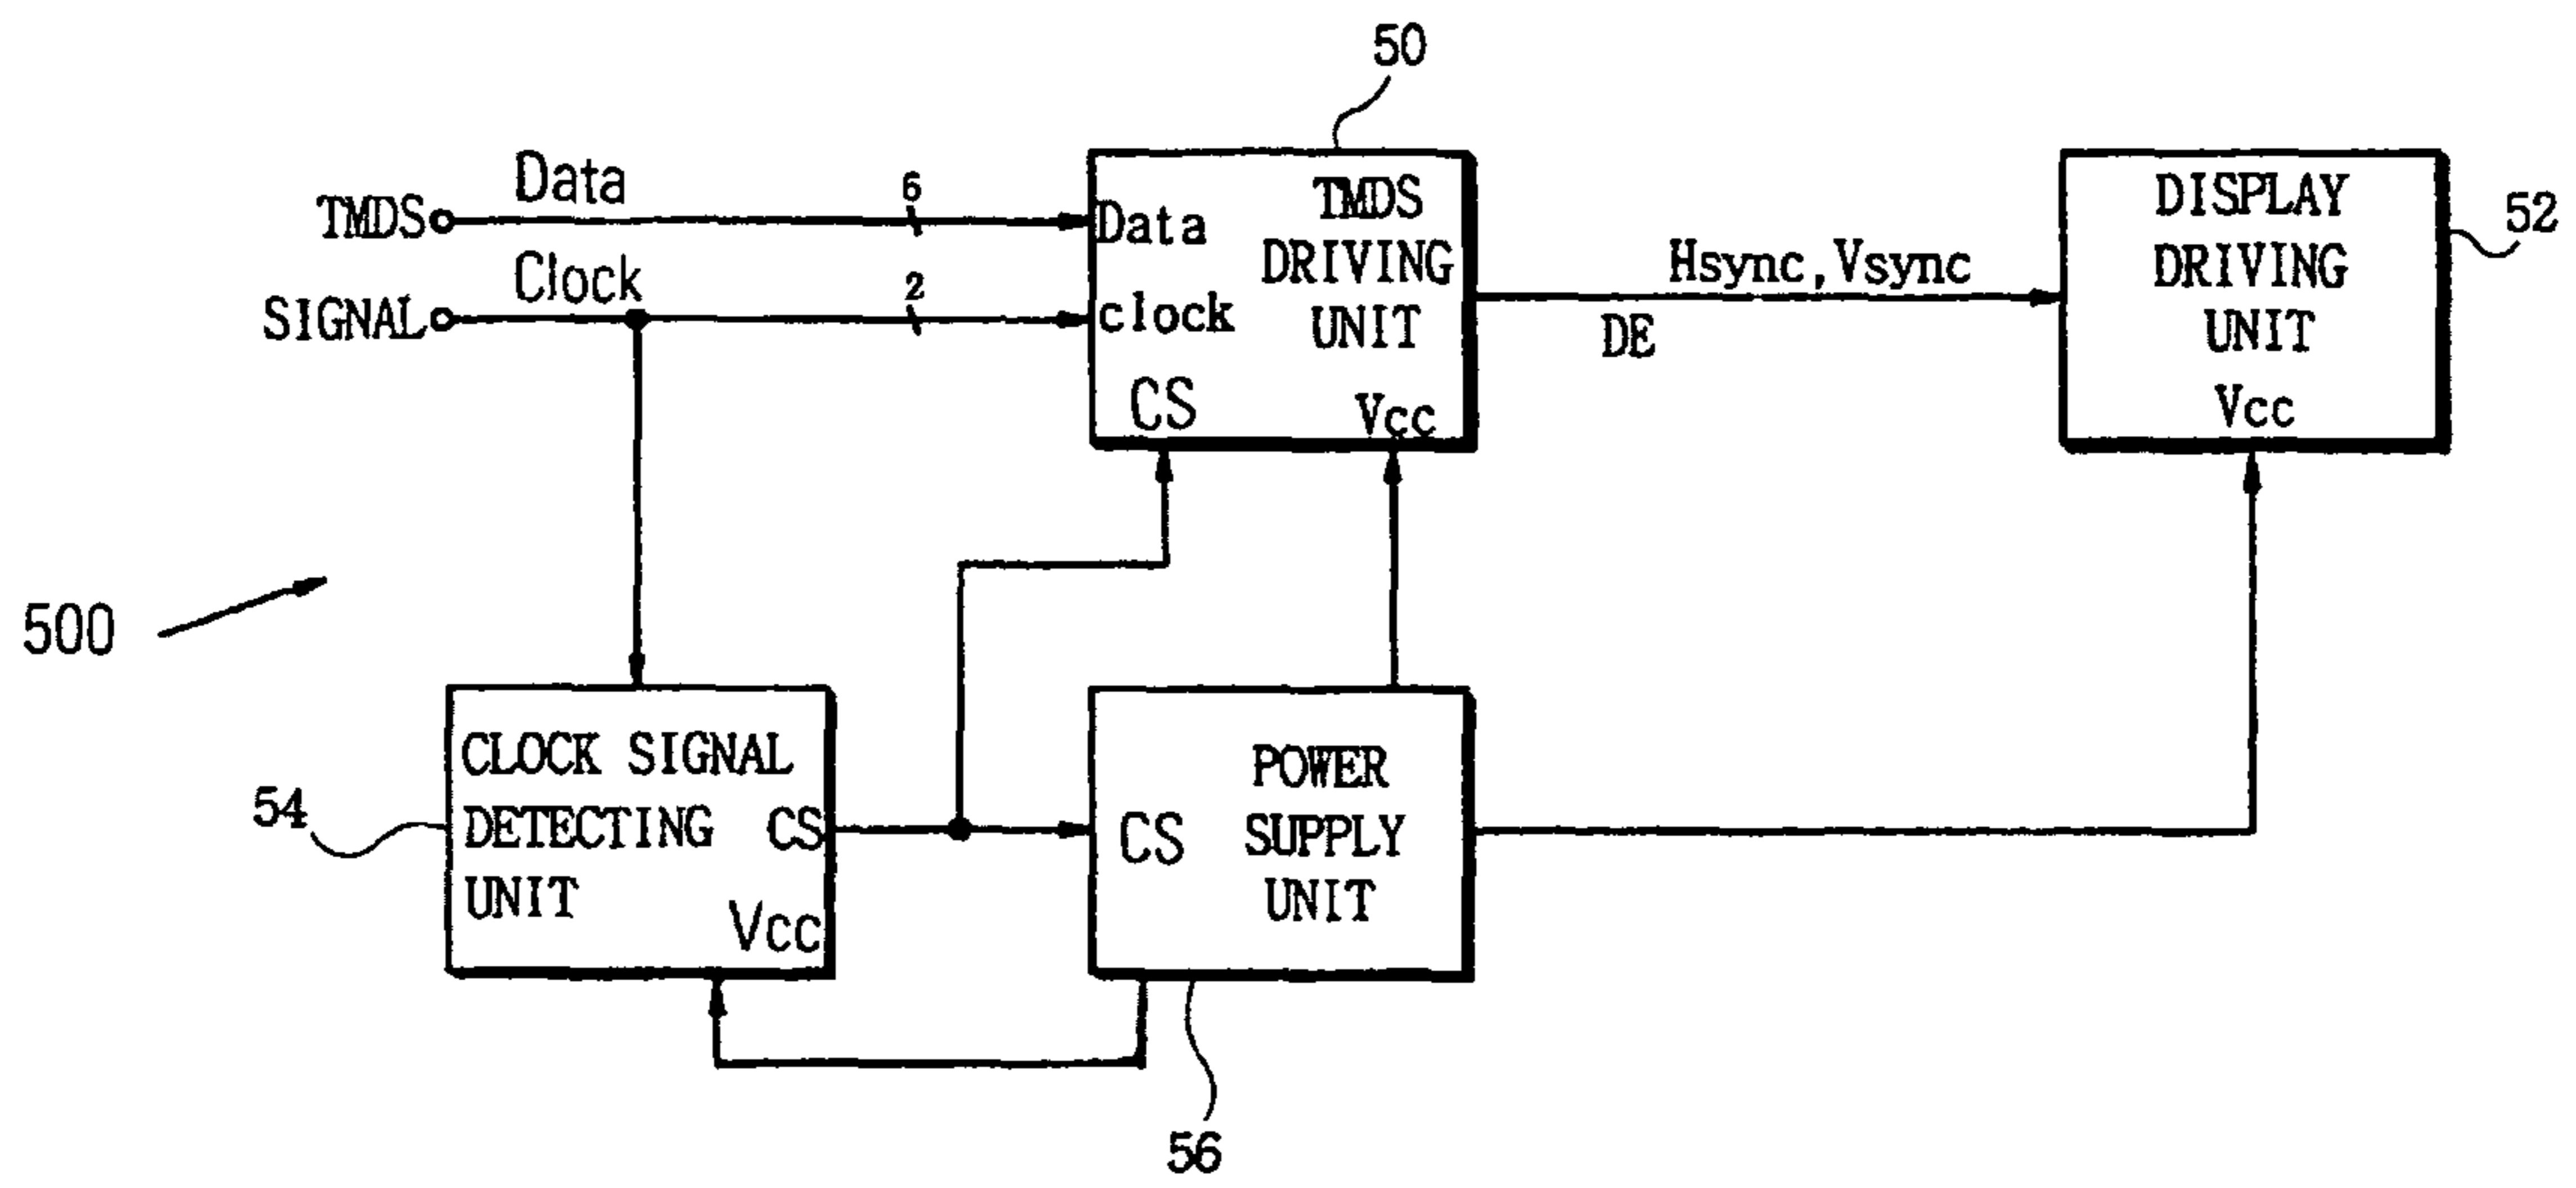 50
TMDS
Data
6
Data
TMDS
DRIVING
UNIT
DISPLAY
DRIVING
UNIT
Vcc
52
SIGNAL
Clock
2
clock
CS
Vcc
Hsync,Vsync
DE
500
54
CLOCK SIGNAL
DETECTING
UNIT
CS
Vcc
CS
POWER
SUPPLY
UNIT
56